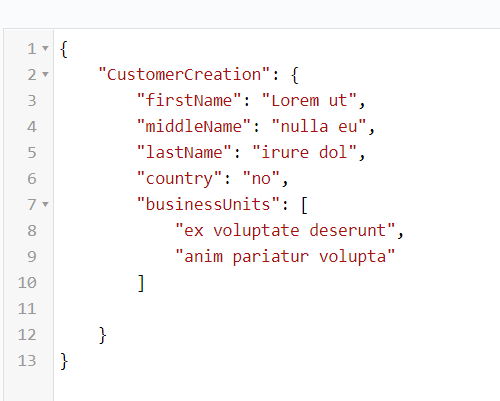 1 {
2 "CustomerCreation": {
3 "firstName": "Lorem ut",
4 "middleName": "nulla eu",
5 "lastName": "irure dol",
6 "country": "no",
7 "businessUnits": [
8 "ex voluptate deserunt",
9 "anim pariatur volupta"
10 ]
11
12 }
13 }